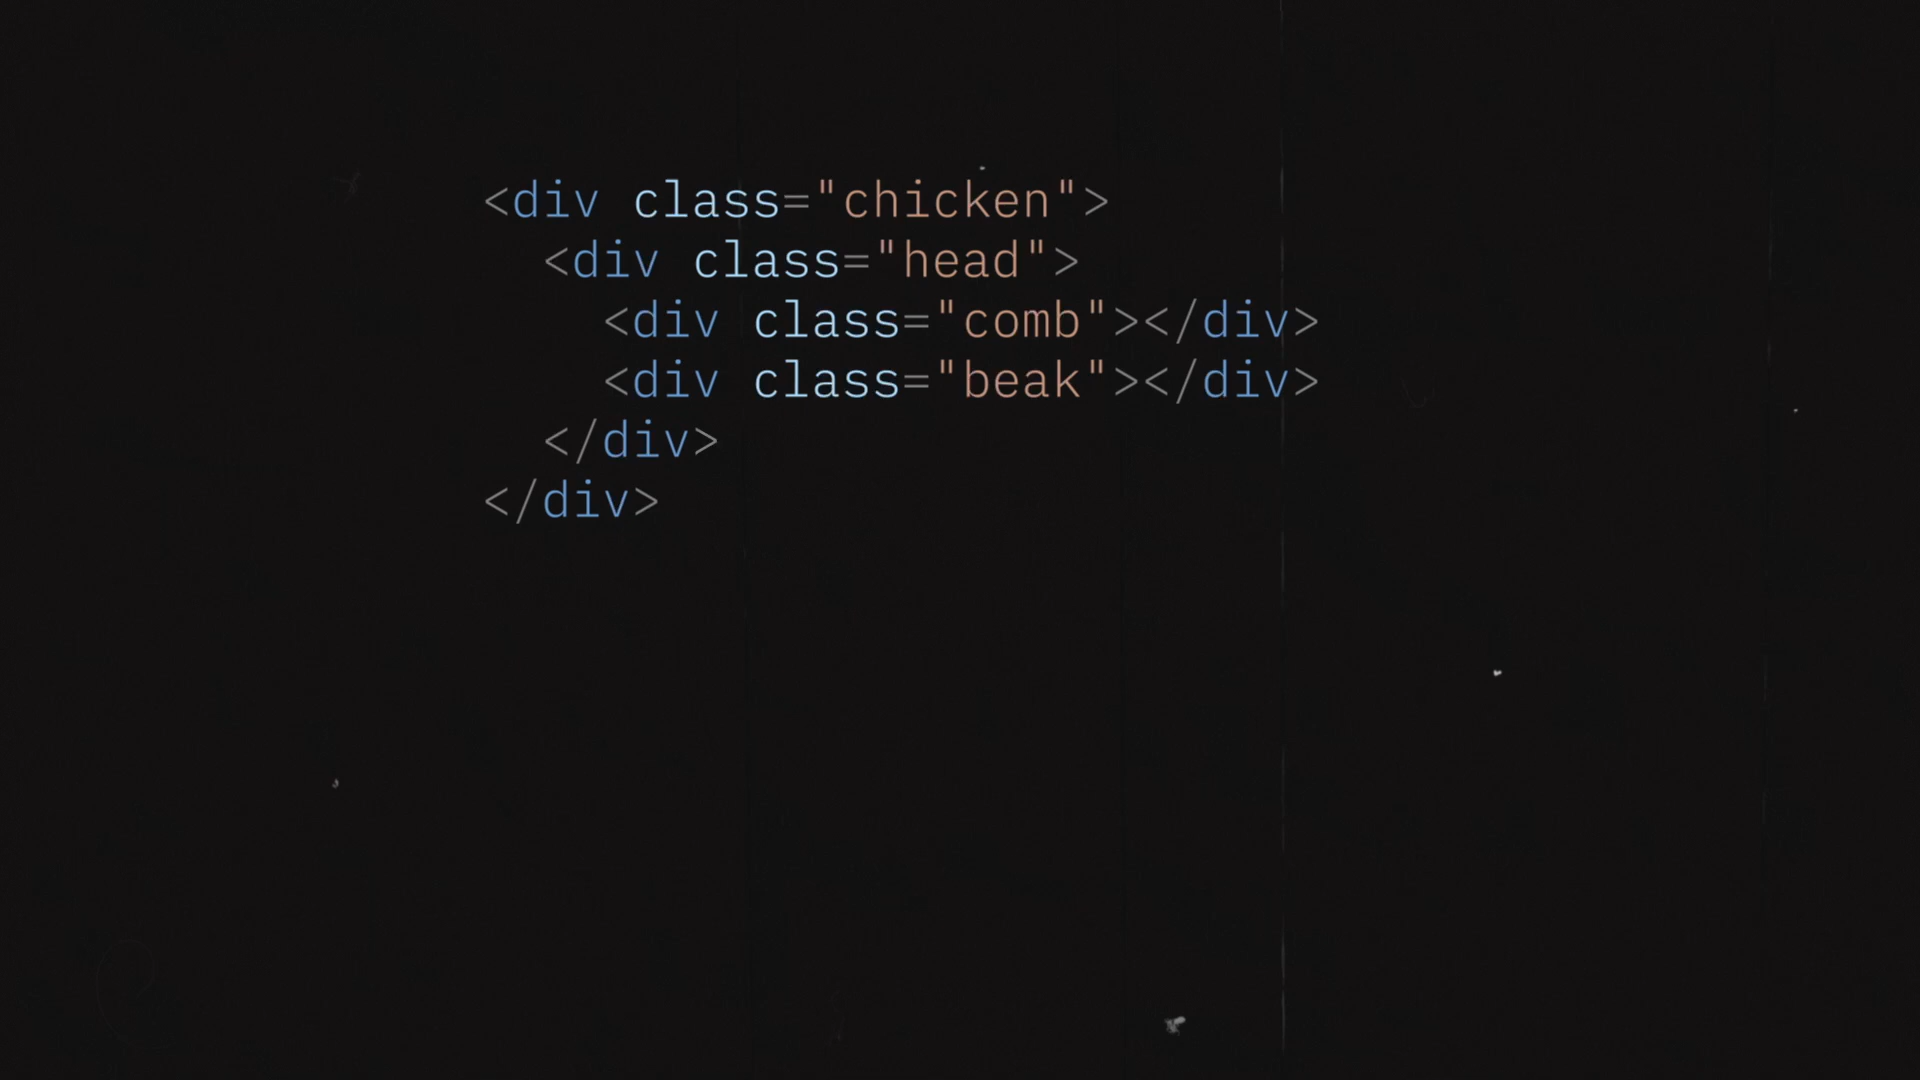 <div class="chicken">
  <div class="head">
    <div class="comb"></div>
    <div class="beak"></div>
  </div>
</div>